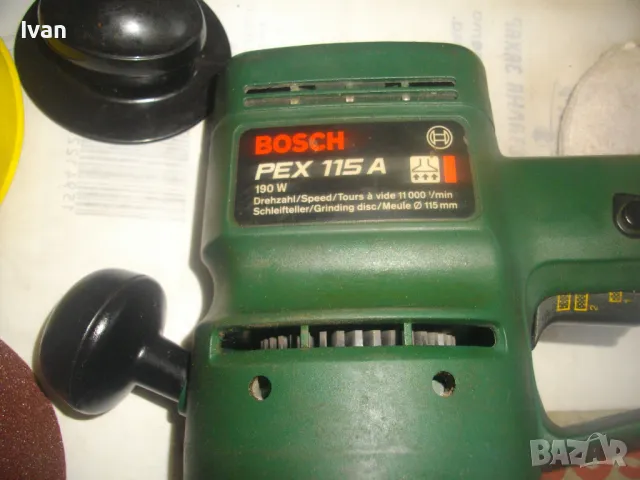 Ivan
BOSCH
PEX 115 A
190 W
Drehzahl/Speed/Tours à vide 11 000 ¹/min
Schleifteller/Grinding disc/Meule Ø 115 mm
BAZAR